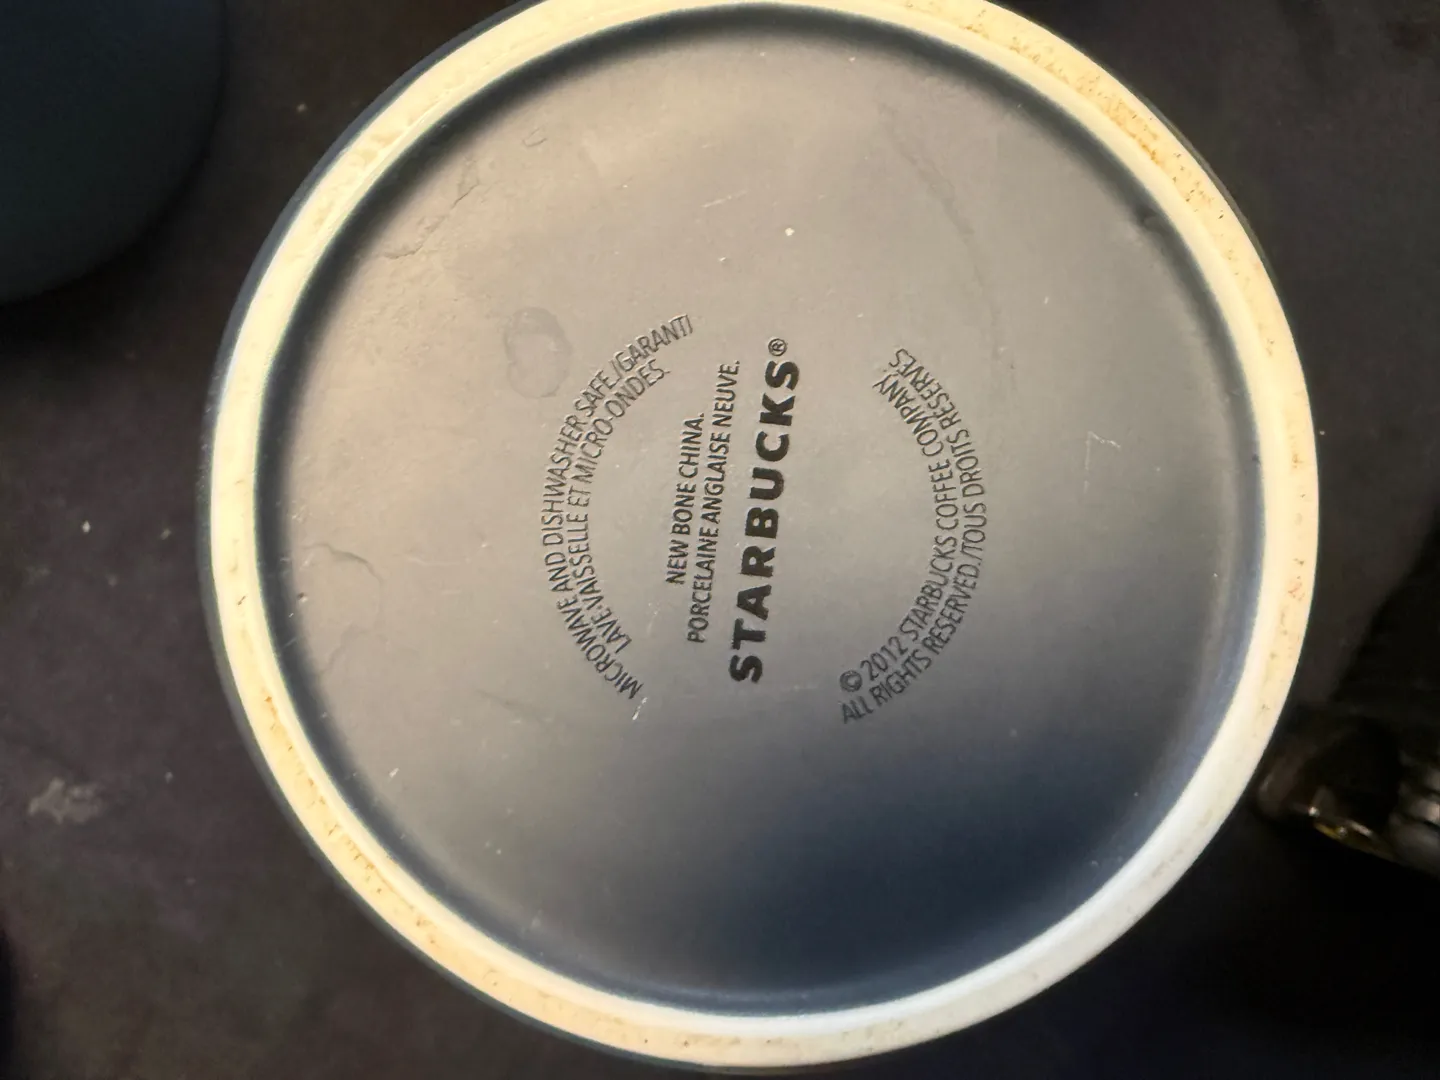 MICROWAVE AND DISHWASHER SAFE./GARANTI
LAVE-VAISSELLE ET MICRO-ONDES.
NEW BONE CHINA.
PORCELAINE ANGLAISE NEUVE.
STARBUCKS®
© 2012 STARBUCKS COFFEE COMPANY.
ALL RIGHTS RESERVED./TOUS DROITS RÉSERVÉS